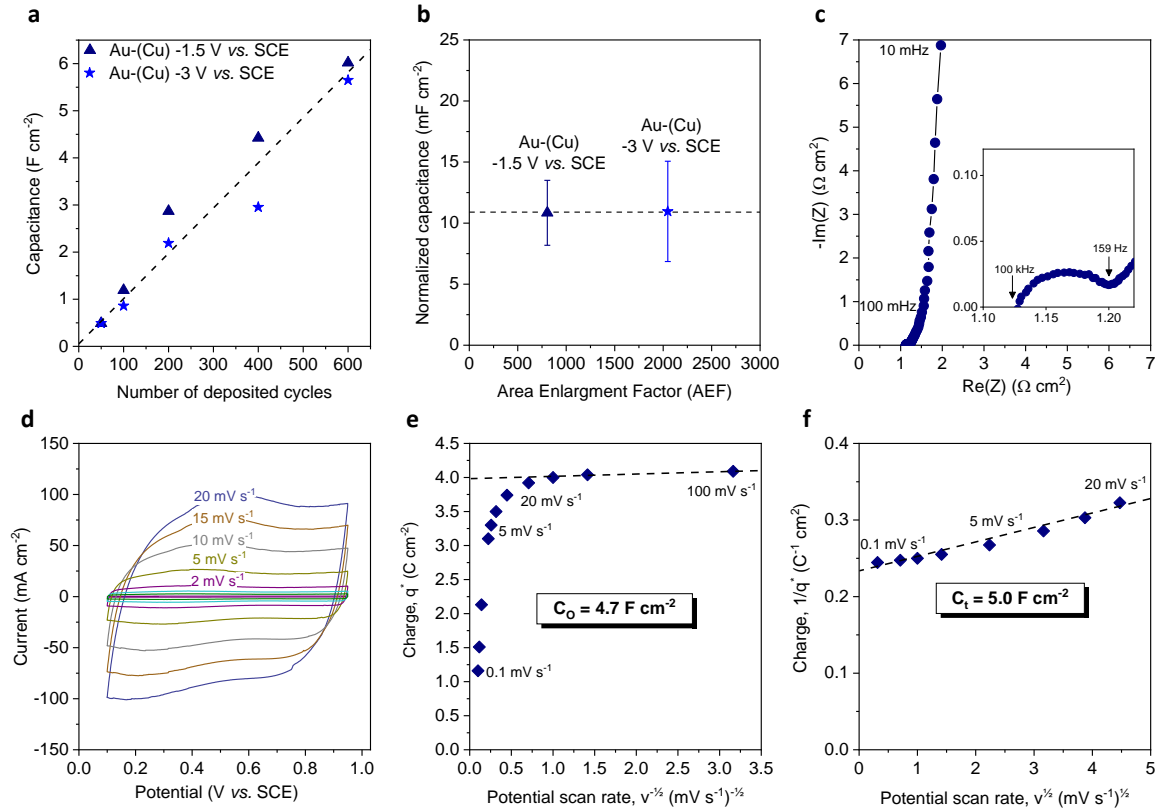 a
Au-(Cu) -1.5 V vs. SCE
Au-(Cu) -3 V vs. SCE
Capacitance (F cm⁻²)
6
5
4
3
2
1
0
0 100 200 300 400 500 600
Number of deposited cycles
b
Normalized capacitance (mF cm⁻²)
25
20
15
10
5
0
Au-(Cu)
-1.5 V vs. SCE
Au-(Cu)
-3 V vs. SCE
0 500 1000 1500 2000 2500 3000
Area Enlargment Factor (AEF)
c
-Im(Z) (Ω cm²)
7
6
5
4
3
2
1
0
10 mHz
100 mHz
0.10
0.05
0.00
100 kHz
159 Hz
1.10 1.15 1.20
0 1 2 3 4 5 6 7
Re(Z) (Ω cm²)
d
Current (mA cm⁻²)
150
100
50
0
-50
-100
-150
20 mV s⁻¹
15 mV s⁻¹
10 mV s⁻¹
5 mV s⁻¹
2 mV s⁻¹
0.0 0.2 0.4 0.6 0.8 1.0
Potential (V vs. SCE)
e
Charge, q* (C cm⁻²)
5.0
4.5
4.0
3.5
3.0
2.5
2.0
1.5
1.0
0.5
0.0
20 mV s⁻¹
100 mV s⁻¹
5 mV s⁻¹
C_O = 4.7 F cm⁻²
0.1 mV s⁻¹
0.0 0.5 1.0 1.5 2.0 2.5 3.0 3.5
Potential scan rate, v⁻½ (mV s⁻¹)⁻½
f
Charge, 1/q* (C⁻¹ cm²)
0.4
0.3
0.2
0.1
0.0
20 mV s⁻¹
5 mV s⁻¹
0.1 mV s⁻¹
C_t = 5.0 F cm⁻²
0 1 2 3 4 5
Potential scan rate, v½ (mV s⁻¹)½